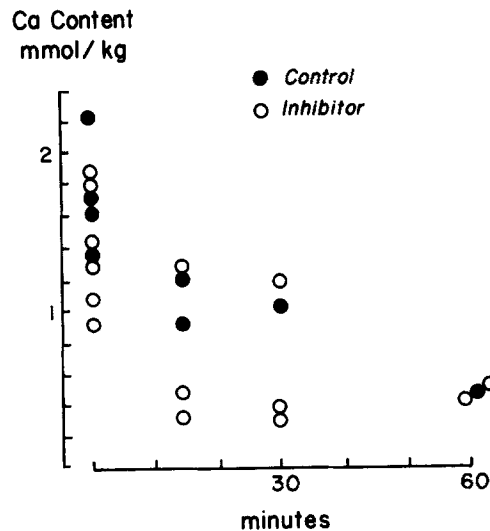 Ca Content
mmol/kg
Control
Inhibitor
2
1
30
60
minutes